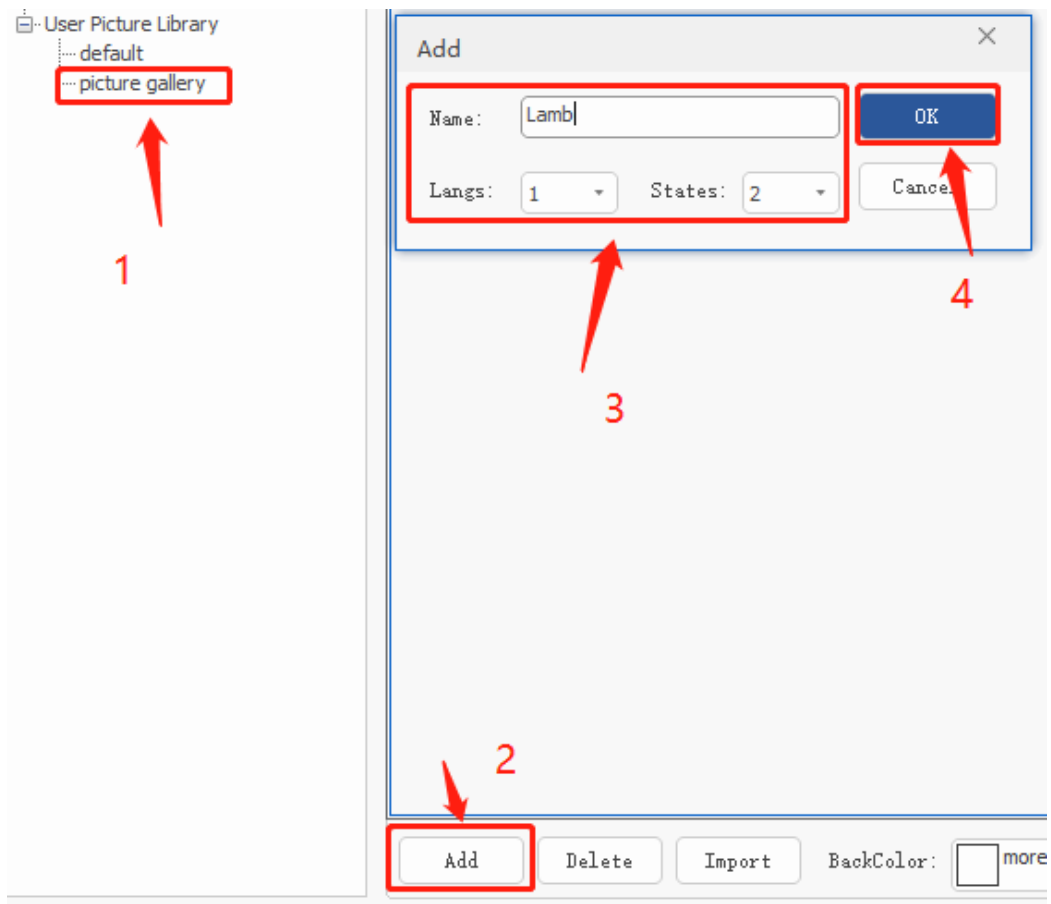 User Picture Library
default
picture gallery
1
Add
Name: Lamb
OK
Langs: 1 States: 2
Cancel
4
3
2
Add Delete Import BackColor: more